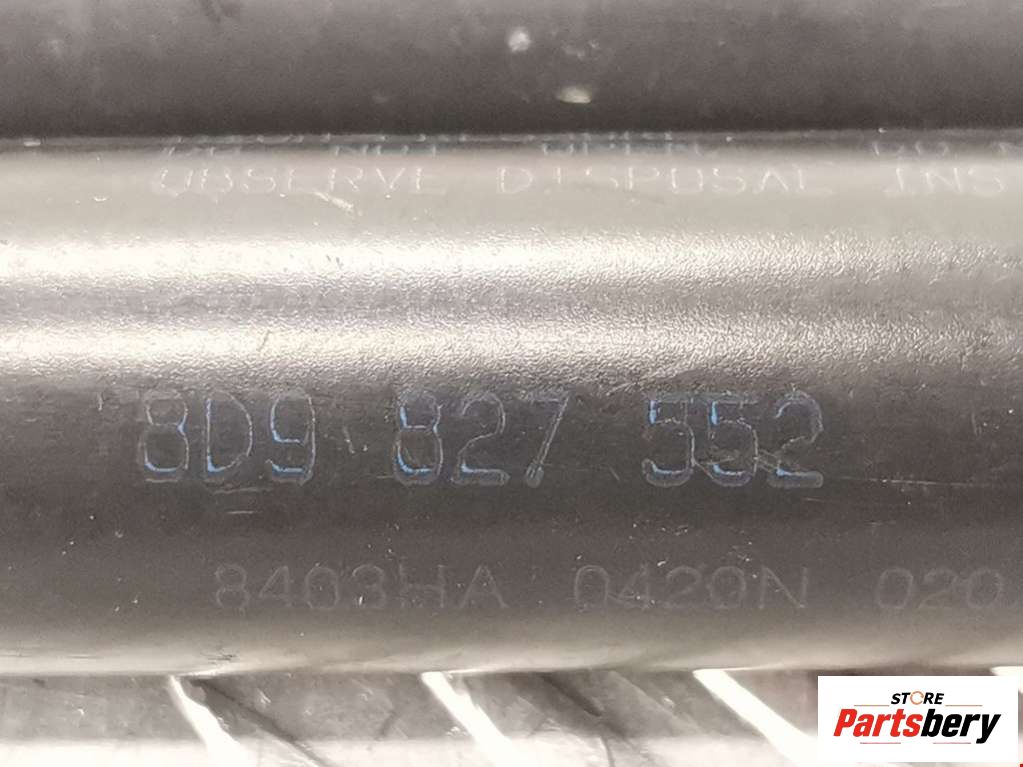 OBSERVE DISPOSAL INS
8D9 827 552
8403HA 0420N 020
STORE
Partsbery